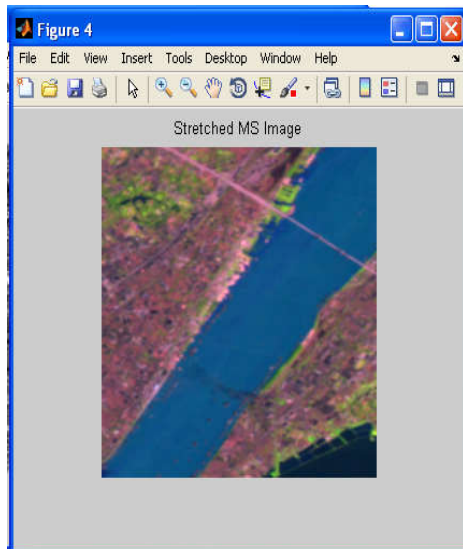 Figure 4
File Edit View Insert Tools Desktop Window Help
Stretched MS Image